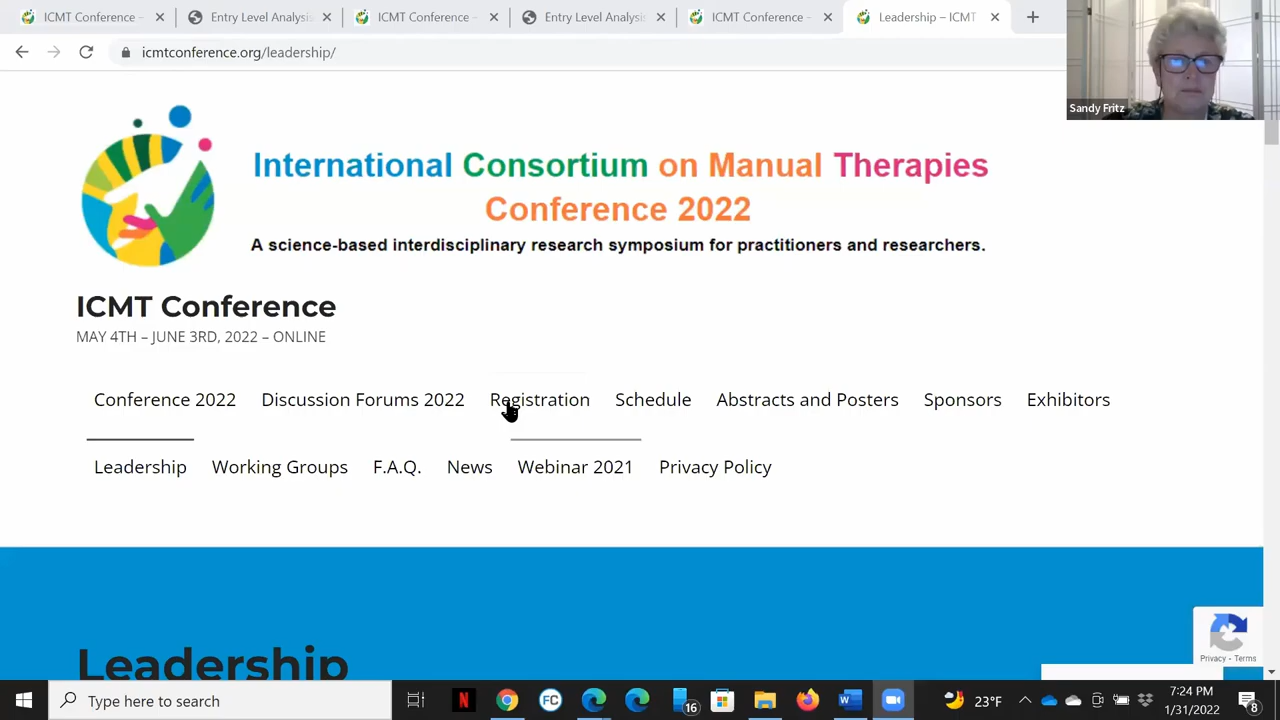 ICMT Conference –
Entry Level Analysis
ICMT Conference –
Entry Level Analysis
ICMT Conference –
Leadership – ICMT
icmtconference.org/leadership/
Sandy Fritz
International Consortium on Manual Therapies
Conference 2022
A science-based interdisciplinary research symposium for practitioners and researchers.
ICMT Conference
MAY 4TH – JUNE 3RD, 2022 – ONLINE
Conference 2022 Discussion Forums 2022 Registration Schedule Abstracts and Posters Sponsors Exhibitors
Leadership Working Groups F.A.Q. News Webinar 2021 Privacy Policy
Leadership
Privacy - Terms
Type here to search
N
FC
16
W
23°F
7:24 PM
1/31/2022
8